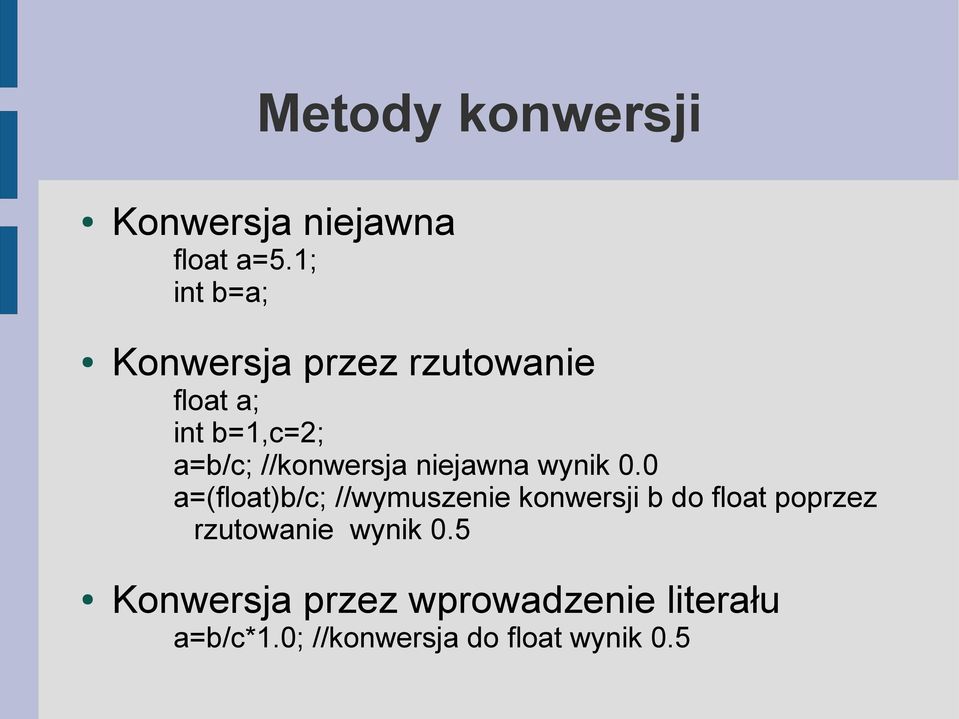 Metody konwersji
• Konwersja niejawna
float a=5.1;
int b=a;
• Konwersja przez rzutowanie
float a;
int b=1,c=2;
a=b/c; //konwersja niejawna wynik 0.0
a=(float)b/c; //wymuszenie konwersji b do float poprzez
rzutowanie wynik 0.5
• Konwersja przez wprowadzenie literału
a=b/c*1.0; //konwersja do float wynik 0.5